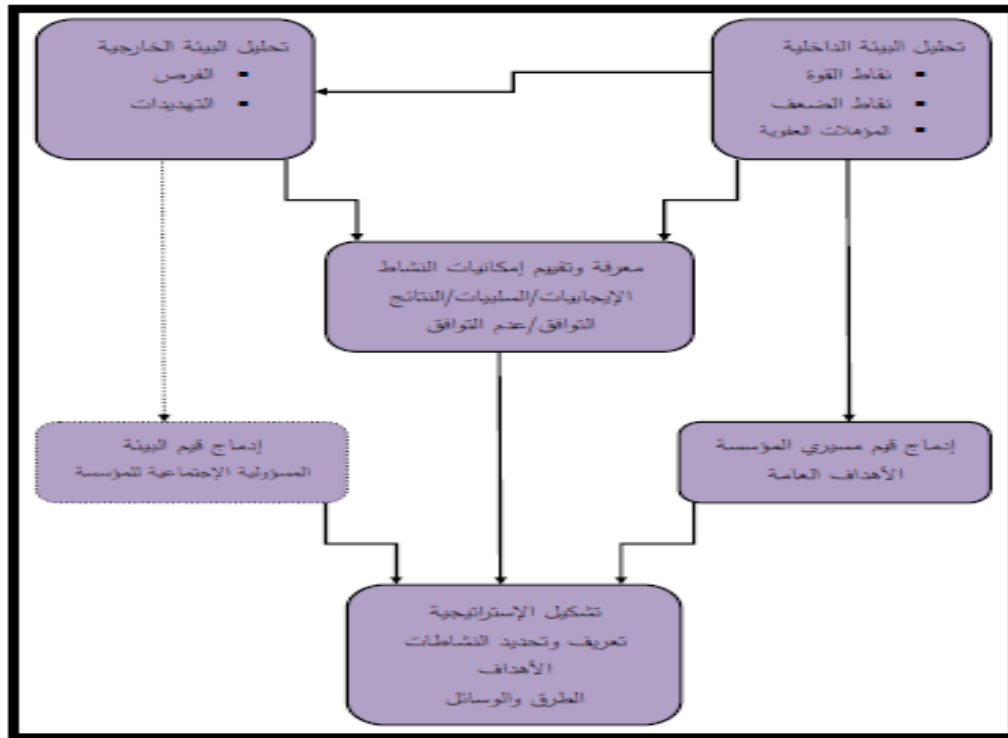 تحليل البيئة الداخلية
▪ نقاط القوة
▪ نقاط الضعف
▪ المؤهلات العفوية
تحليل البيئة الخارجية
▪ الفرص
▪ التهديدات
معرفة وتقييم إمكانيات النشاط
الإيجابيات/السلبيات/النتائج
التوافق/عدم التوافق
إدماج قيم مسيري المؤسسة
الأهداف العامة
إدماج قيم البيئة
المسؤولية الإجتماعية للمؤسسة
تشكيل الإستراتيجية
تعريف وتحديد النشاطات
الأهداف
الطرق والوسائل